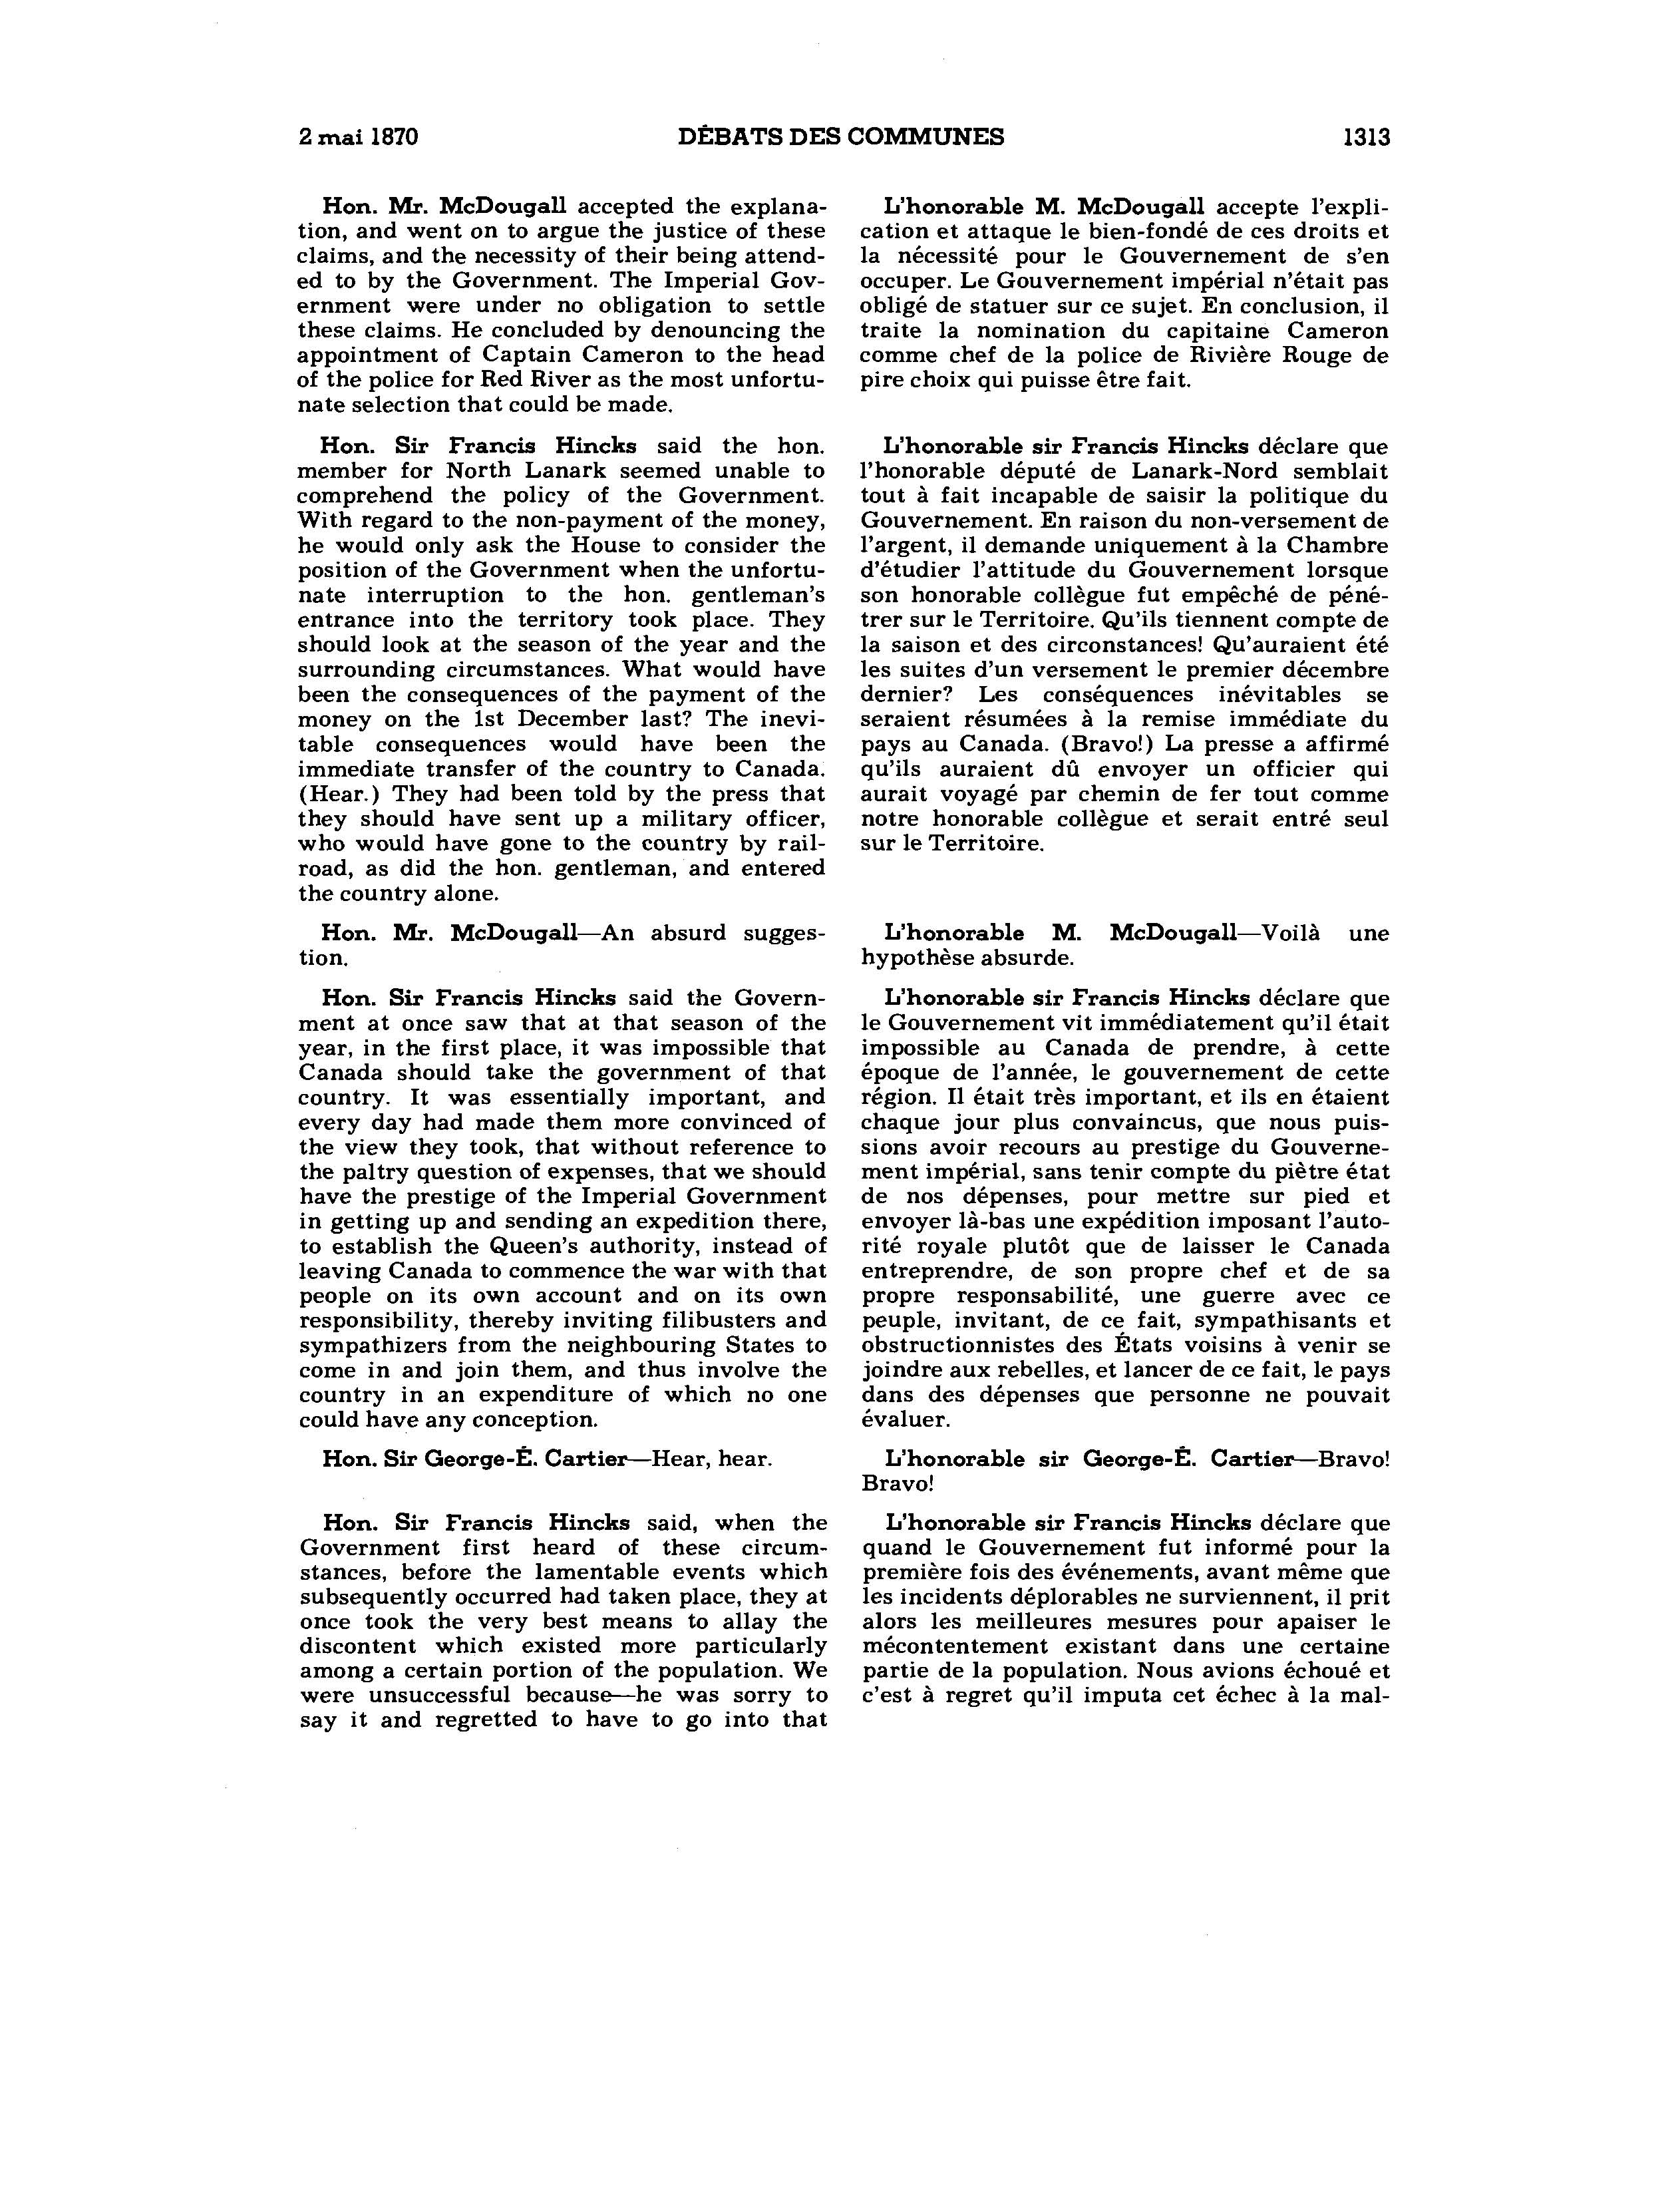 2 mai 1870
DÉBATS DES COMMUNES
1313
Hon. Mr. McDougall accepted the explana-
tion, and went on to argue the justice of these
claims, and the necessity of their being attend-
ed to by the Government. The Imperial Gov-
ernment were under no obligation to settle
these claims. He concluded by denouncing the
appointment of Captain Cameron to the head
of the police for Red River as the most unfortu-
nate selection that could be made.
Hon. Sir Francis Hincks said the hon.
member for North Lanark seemed unable to
comprehend the policy of the Government.
With regard to the non-payment of the money,
he would only ask the House to consider the
position of the Government when the unfortu-
nate interruption to the hon. gentleman's
entrance into the territory took place. They
should look at the season of the year and the
surrounding circumstances. What would have
been the consequences of the payment of the
money on the 1st December last? The inevi-
table consequences would have been the
immediate transfer of the country to Canada.
(Hear.) They had been told by the press that
they should have sent up a military officer,
who would have gone to the country by rail-
road, as did the hon. gentleman, and entered
the country alone.
Hon. Mr. McDougall—An absurd sugges-
tion.
Hon. Sir Francis Hincks said the Govern-
ment at once saw that at that season of the
year, in the first place, it was impossible that
Canada should take the government of that
country. It was essentially important, and
every day had made them more convinced of
the view they took, that without reference to
the paltry question of expenses, that we should
have the prestige of the Imperial Government
in getting up and sending an expedition there,
to establish the Queen's authority, instead of
leaving Canada to commence the war with that
people on its own account and on its own
responsibility, thereby inviting filibusters and
sympathizers from the neighbouring States to
come in and join them, and thus involve the
country in an expenditure of which no one
could have any conception.
Hon. Sir George-É. Cartier—Hear, hear.
Hon. Sir Francis Hincks said, when the
Government first heard of these circum-
stances, before the lamentable events which
subsequently occurred had taken place, they at
once took the very best means to allay the
discontent which existed more particularly
among a certain portion of the population. We
were unsuccessful because—he was sorry to
say it and regretted to have to go into that
L'honorable M. McDougall accepte l'expli-
cation et attaque le bien-fondé de ces droits et
la nécessité pour le Gouvernement de s'en
occuper. Le Gouvernement impérial n'était pas
obligé de statuer sur ce sujet. En conclusion, il
traite la nomination du capitaine Cameron
comme chef de la police de Rivière Rouge de
pire choix qui puisse être fait.
L'honorable sir Francis Hincks déclare que
l'honorable député de Lanark-Nord semblait
tout à fait incapable de saisir la politique du
Gouvernement. En raison du non-versement de
l'argent, il demande uniquement à la Chambre
d'étudier l'attitude du Gouvernement lorsque
son honorable collègue fut empêché de péné-
trer sur le Territoire. Qu'ils tiennent compte de
la saison et des circonstances! Qu'auraient été
les suites d'un versement le premier décembre
dernier? Les conséquences inévitables se
seraient résumées à la remise immédiate du
pays au Canada. (Bravo!) La presse a affirmé
qu'ils auraient dû envoyer un officier qui
aurait voyagé par chemin de fer tout comme
notre honorable collègue et serait entré seul
sur le Territoire.
L'honorable M. McDougall—Voilà une
hypothèse absurde.
L'honorable sir Francis Hincks déclare que
le Gouvernement vit immédiatement qu'il était
impossible au Canada de prendre, à cette
époque de l'année, le gouvernement de cette
région. Il était très important, et ils en étaient
chaque jour plus convaincus, que nous puis-
sions avoir recours au prestige du Gouverne-
ment impérial, sans tenir compte du piètre état
de nos dépenses, pour mettre sur pied et
envoyer là-bas une expédition imposant l'auto-
rité royale plutôt que de laisser le Canada
entreprendre, de son propre chef et de sa
propre responsabilité, une guerre avec ce
peuple, invitant, de ce fait, sympathisants et
obstructionnistes des États voisins à venir se
joindre aux rebelles, et lancer de ce fait, le pays
dans des dépenses que personne ne pouvait
évaluer.
L'honorable sir George-É. Cartier—Bravo!
Bravo!
L'honorable sir Francis Hincks déclare que
quand le Gouvernement fut informé pour la
première fois des événements, avant même que
les incidents déplorables ne surviennent, il prit
alors les meilleures mesures pour apaiser le
mécontentement existant dans une certaine
partie de la population. Nous avions échoué et
c'est à regret qu'il imputa cet échec à la mal-